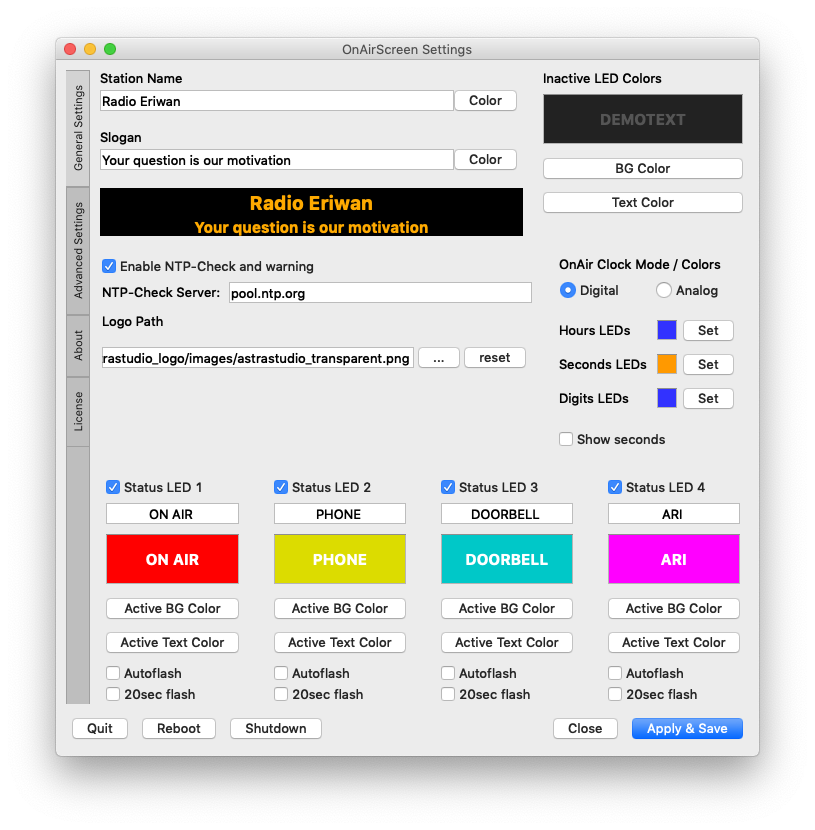 OnAirScreen Settings
General Settings
Advanced Settings
About
License
Station Name
Radio Eriwan
Color
Slogan
Your question is our motivation
Color
Radio Eriwan
Your question is our motivation
Inactive LED Colors
DEMOTEXT
BG Color
Text Color
Enable NTP-Check and warning
NTP-Check Server: pool.ntp.org
Logo Path
rastudio_logo/images/astrastudio_transparent.png ... reset
OnAir Clock Mode / Colors
Digital Analog
Hours LEDs Set
Seconds LEDs Set
Digits LEDs Set
Show seconds
Status LED 1 Status LED 2 Status LED 3 Status LED 4
ON AIR PHONE DOORBELL ARI
ON AIR PHONE DOORBELL ARI
Active BG Color Active BG Color Active BG Color Active BG Color
Active Text Color Active Text Color Active Text Color Active Text Color
Autoflash Autoflash Autoflash Autoflash
20sec flash 20sec flash 20sec flash 20sec flash
Quit Reboot Shutdown Close Apply & Save